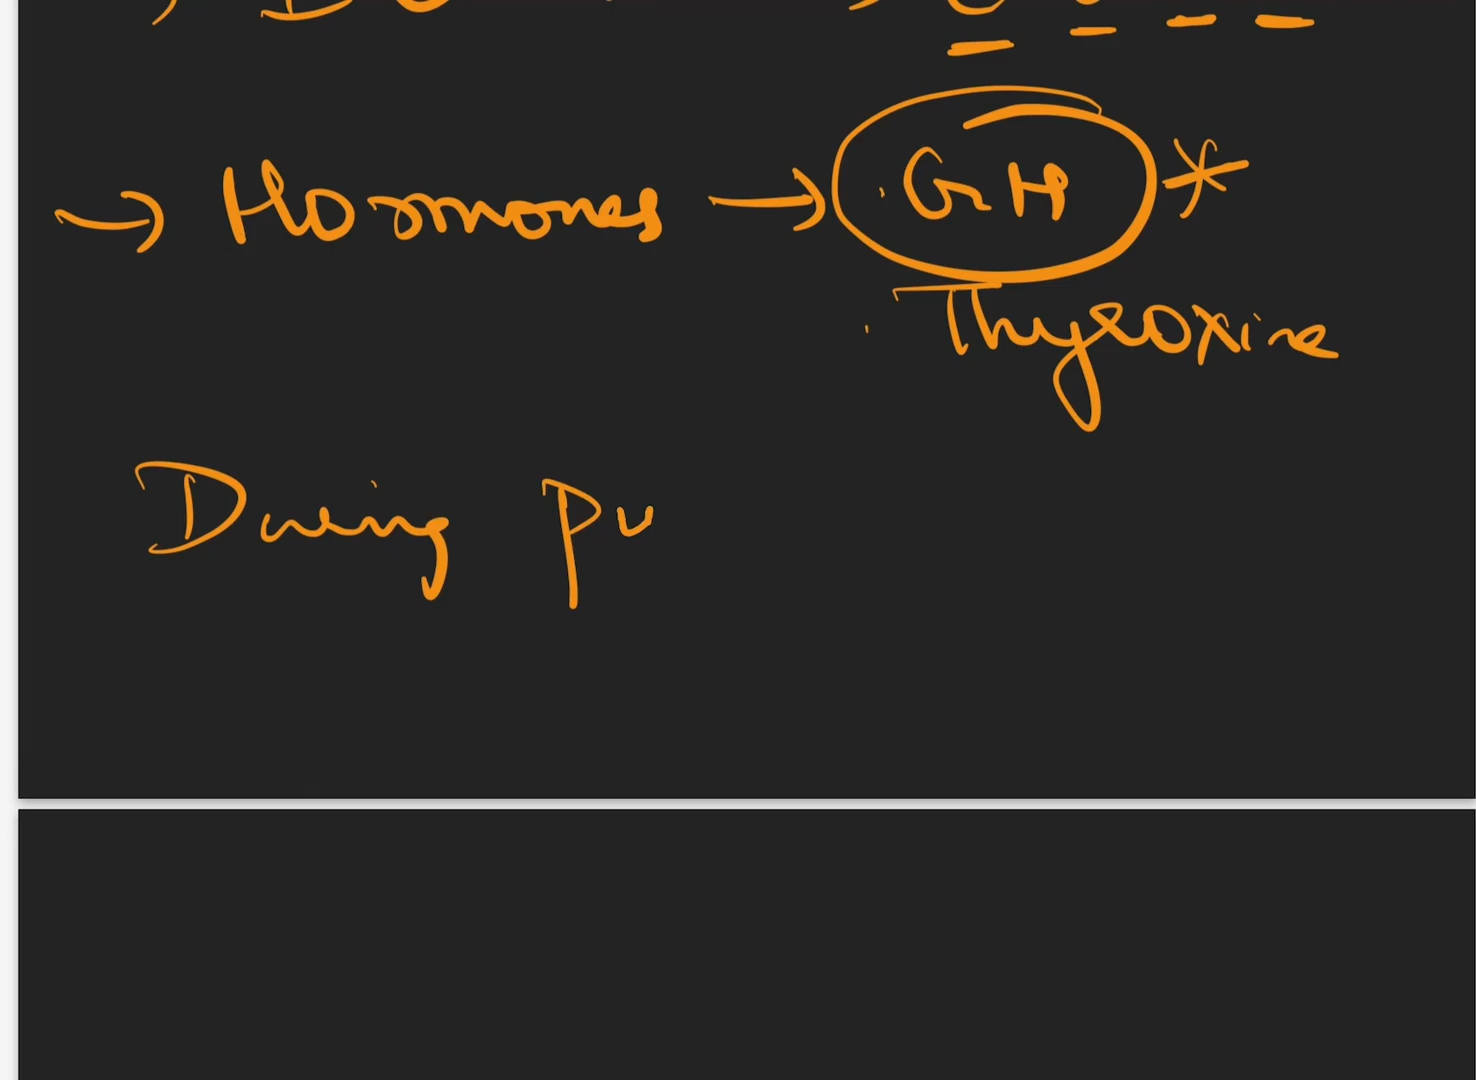 → Hormones → . GH *
. Thyroxine
During Pu